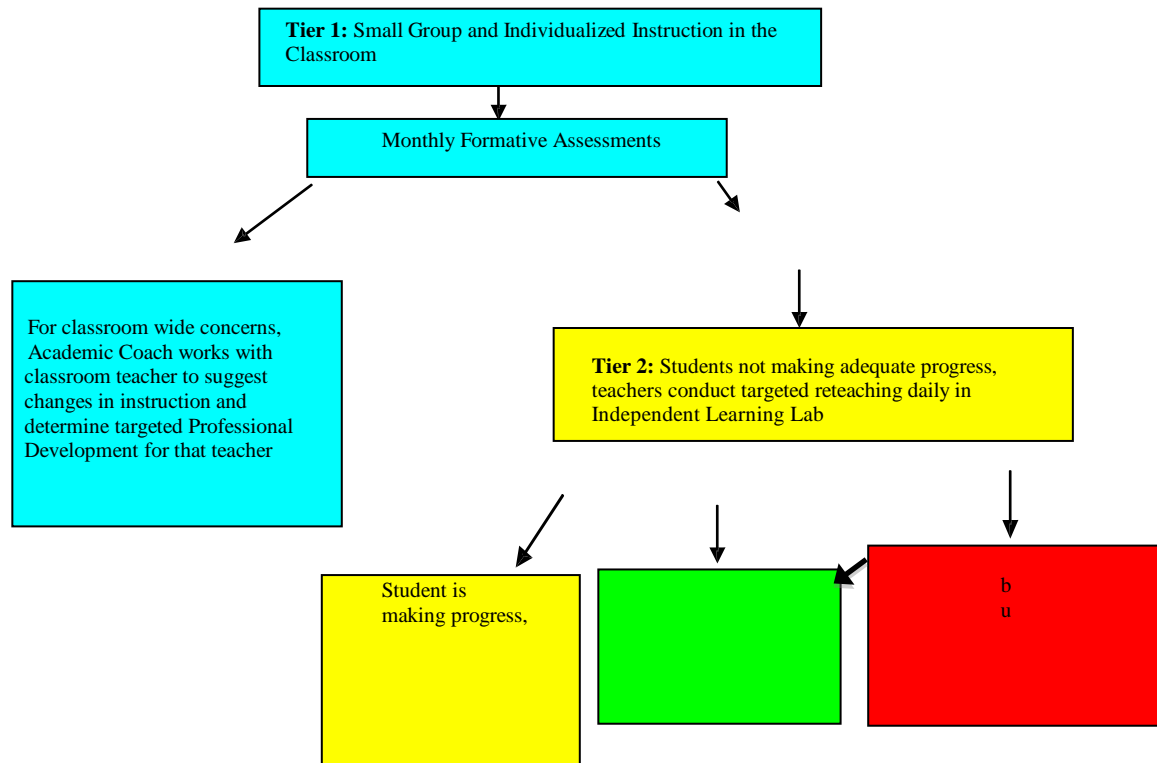 Tier 1: Small Group and Individualized Instruction in the
Classroom
Monthly Formative Assessments
For classroom wide concerns,
Academic Coach works with
classroom teacher to suggest
changes in instruction and
determine targeted Professional
Development for that teacher
Tier 2: Students not making adequate progress,
teachers conduct targeted reteaching daily in
Independent Learning Lab
Student is
making progress,
b
u